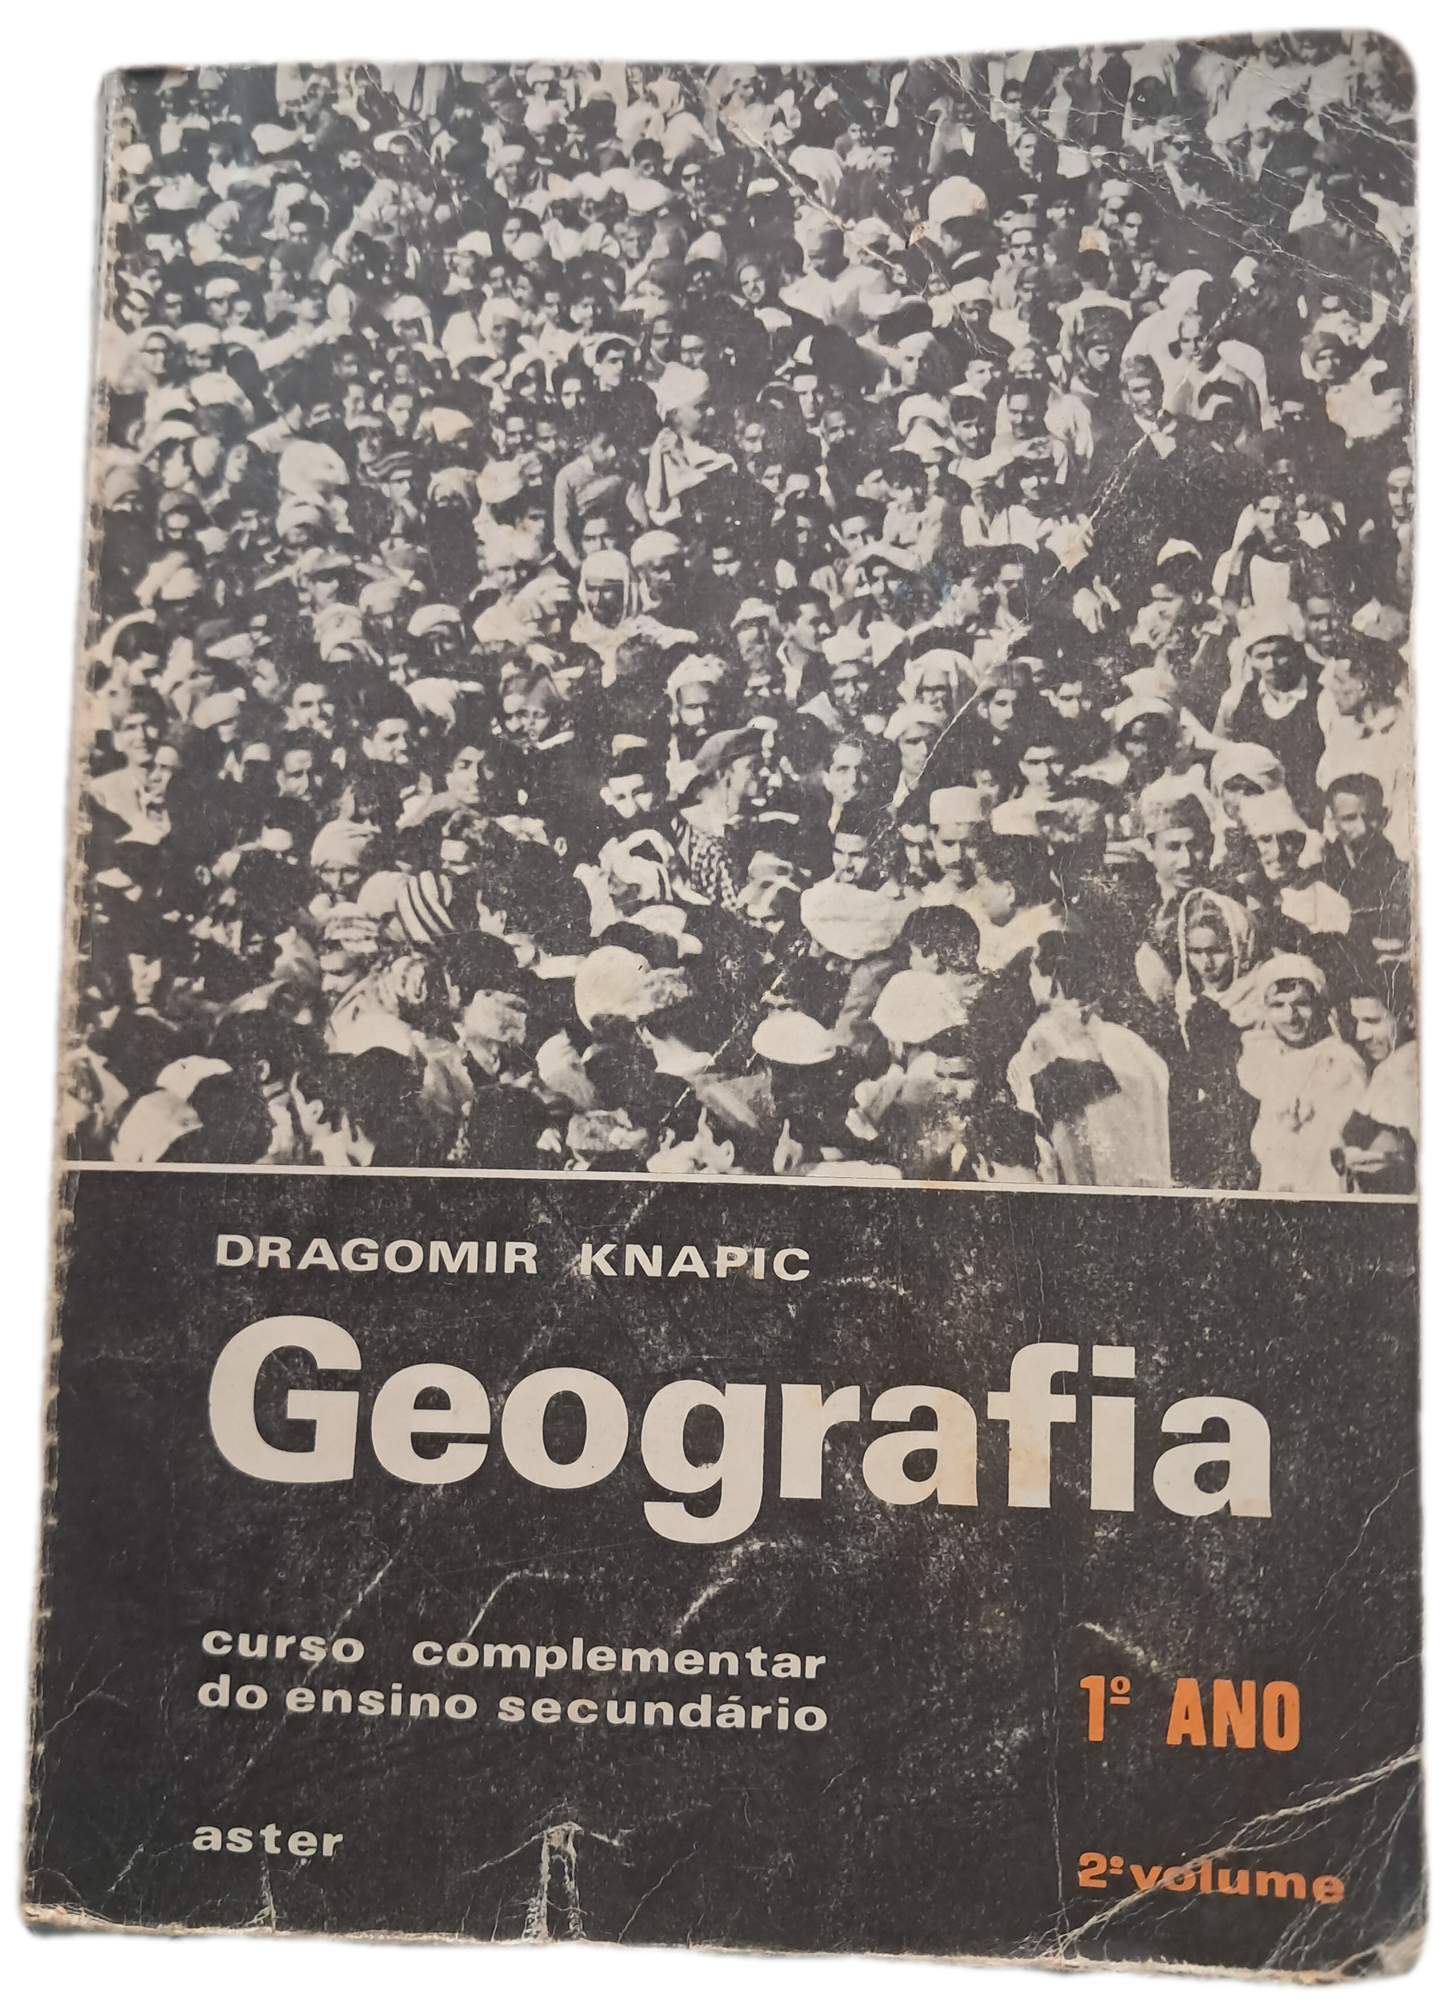 DRAGOMIR KNAPIC
Geografia
curso complementar
do ensino secundário
1º ANO
aster
2º volume